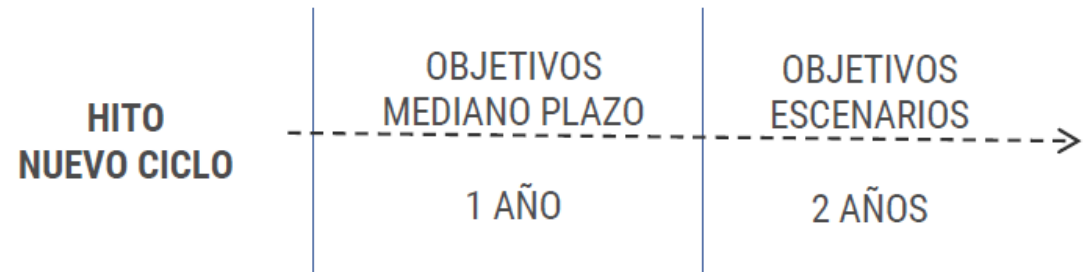 HITO
NUEVO CICLO
OBJETIVOS
MEDIANO PLAZO
1 AÑO
OBJETIVOS
ESCENARIOS
2 AÑOS